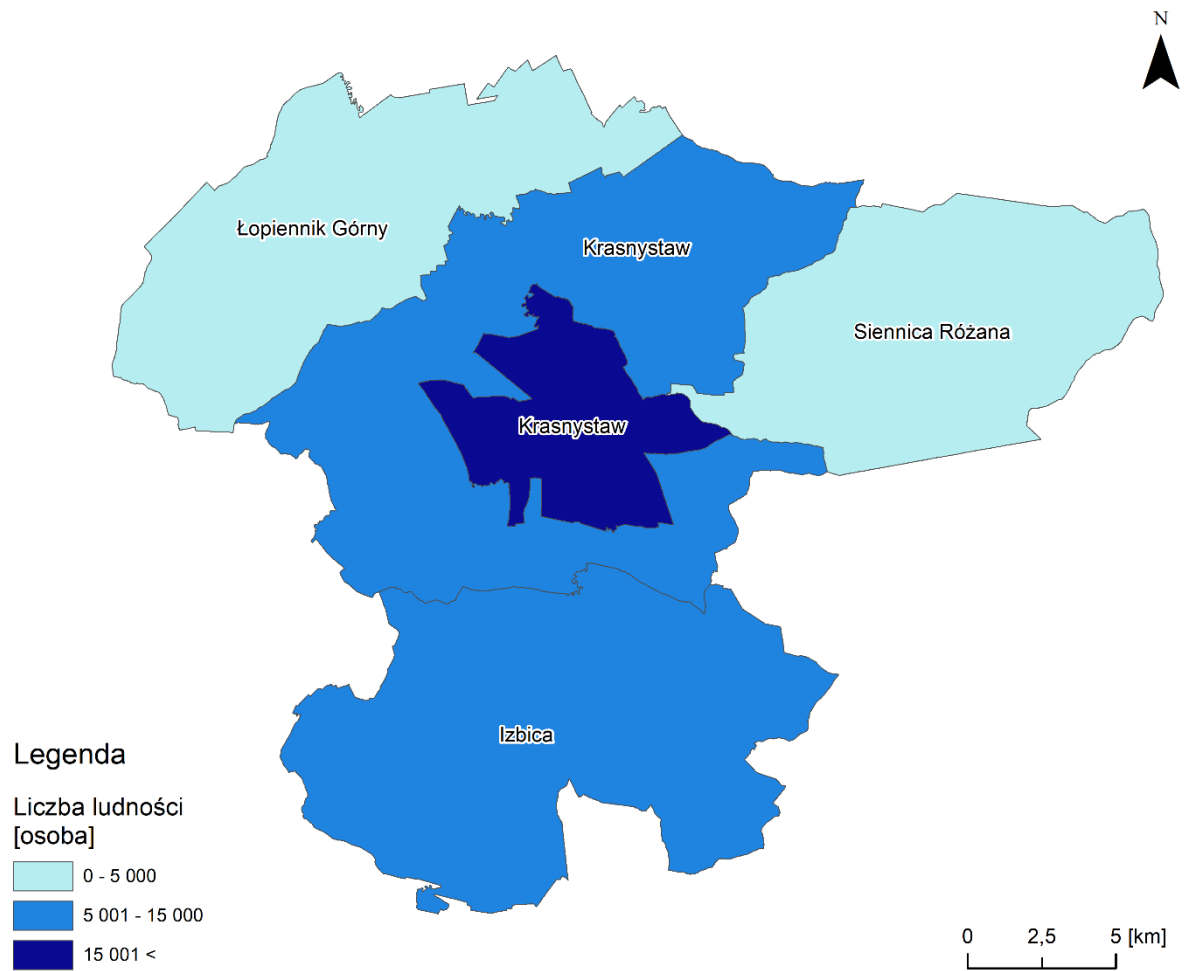 N
Łopiennik Górny
Krasnystaw
Siennica Różana
Krasnystaw
Izbica
Legenda
Liczba ludności
[osoba]
0 - 5 000
5 001 - 15 000
15 001 <
0 2,5 5 [km]